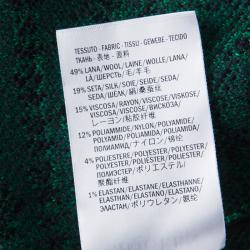 TESSUTO - FABRIC - TISSU - GEWEBE - TECIDO
ТКАНЬ - 表地 - 面料
49% LANA/WOOL/LAINE/WOLLE/LANA/
LÃ/ШЕРСТЬ/毛/羊毛
19% SETA/SILK/SOIE/SEIDE/SEDA/
SEDA/ШЕЛК/絹/桑蚕丝
15% VISCOSA/RAYON/VISCOSE/VISKOSE/
VISCOSA/VISCOSE/ВИСКОЗА/
レーヨン/粘胶纤维
12% POLIAMMIDE/NYLON/POLYAMIDE/
POLYAMID/POLIAMIDA/POLIAMIDA/
ПОЛИАМИД/ナイロン/锦纶
4% POLIESTERE/POLYESTER/POLYESTER/
POLYESTER/POLIÉSTER/POLIÉSTER/
ПОЛИЭСТЕР/ポリエステル/
聚酯纤维
1% ELASTAN/ELASTANE/ELASTHANNE/
ELASTHAN/ELASTANO/ELASTANO/
ЭЛАСТАН/ポリウレタン/氨纶